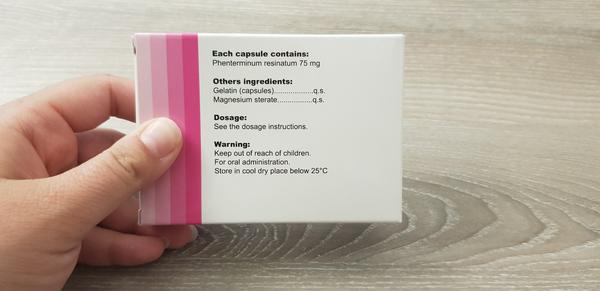 Each capsule contains:
Phenterminum resinatum 75 mg
Others ingredients:
Gelatin (capsules)...................q.s.
Magnesium sterate...............q.s.
Dosage:
See the dosage instructions.
Warning:
Keep out of reach of children.
For oral administration.
Store in cool dry place below 25°C